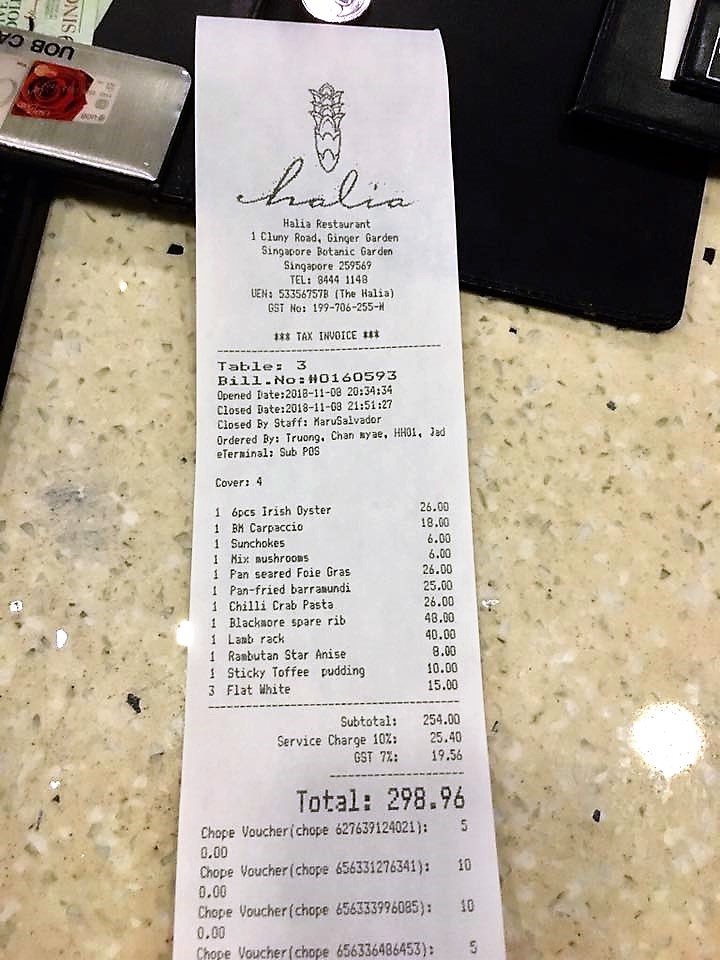 UOB CA
halia
Halia Restaurant
1 Cluny Road, Ginger Garden
Singapore Botanic Garden
Singapore 259569
TEL: 8444 1148
UEN: 53356757B (The Halia)
GST No: 199-706-255-W
*** TAX INVOICE ***
Table: 3
Bill.No:#0160593
Opened Date:2018-11-08 20:34:34
Closed Date:2018-11-08 21:51:27
Closed By Staff: MaruSalvador
Ordered By: Truong, Chan myae, HH01, Jad
eTerminal: Sub POS
Cover: 4
1 6pcs Irish Oyster 26.00
1 BM Carpaccio 18.00
1 Sunchokes 6.00
1 Mix mushrooms 6.00
1 Pan seared Foie Gras 26.00
1 Pan-fried barramundi 25.00
1 Chilli Crab Pasta 26.00
1 Blackmore spare rib 48.00
1 Lamb rack 40.00
1 Rambutan Star Anise 8.00
1 Sticky Toffee pudding 10.00
3 Flat White 15.00
Subtotal: 254.00
Service Charge 10%: 25.40
GST 7%: 19.56
Total: 298.96
Chope Voucher(chope 627639124021): 5
0.00
Chope Voucher(chope 656331276341): 10
0.00
Chope Voucher(chope 656333996085): 10
0.00
Chope Voucher(chope 656336486453): 5